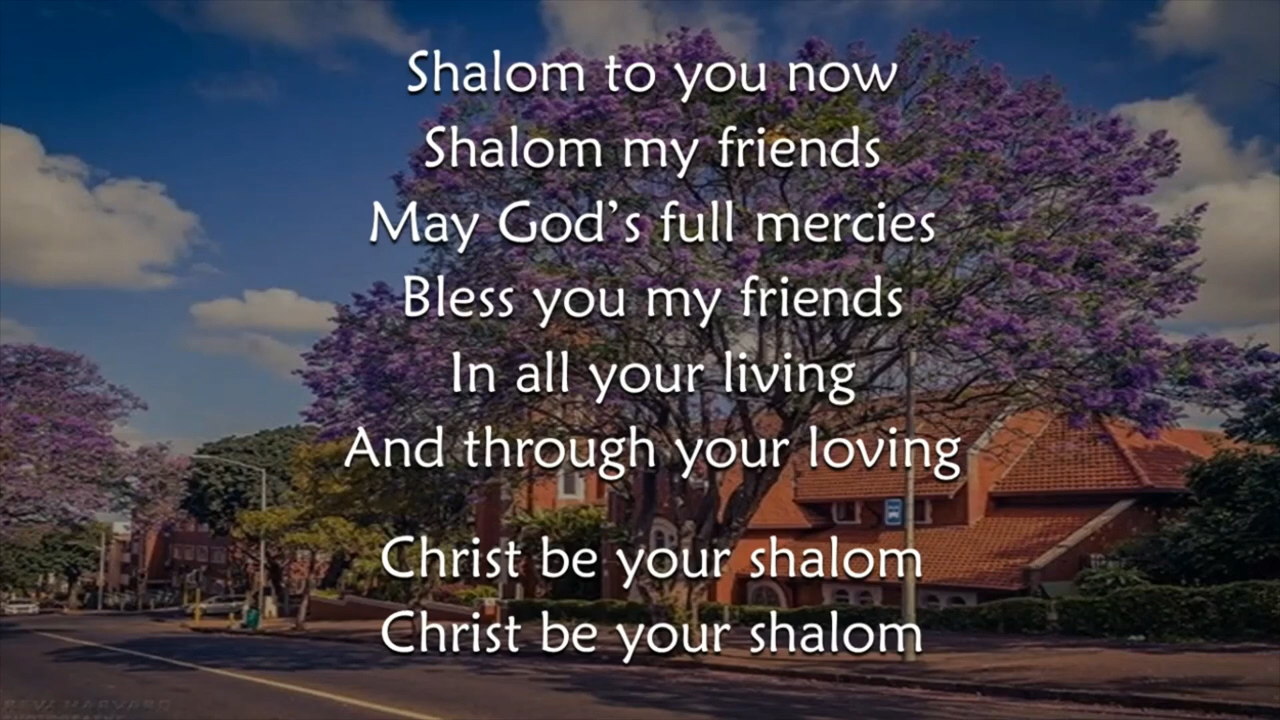 Shalom to you now
Shalom my friends
May God’s full mercies
Bless you my friends
In all your living
And through your loving
Christ be your shalom
Christ be your shalom